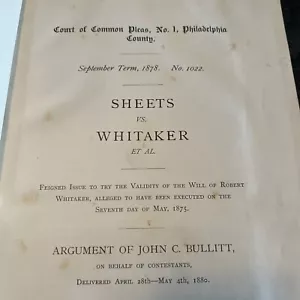 Court of Common Pleas, No. 1, Philadelphia
County.
September Term, 1878. No. 1022.
SHEETS
VS.
WHITAKER
ET AL.
FEIGNED ISSUE TO TRY THE VALIDITY OF THE WILL OF ROBERT
WHITAKER, ALLEGED TO HAVE BEEN EXECUTED ON THE
SEVENTH DAY OF MAY, 1875.
ARGUMENT OF JOHN C. BULLITT,
ON BEHALF OF CONTESTANTS,
DELIVERED APRIL 28TH—MAY 4TH, 1880.